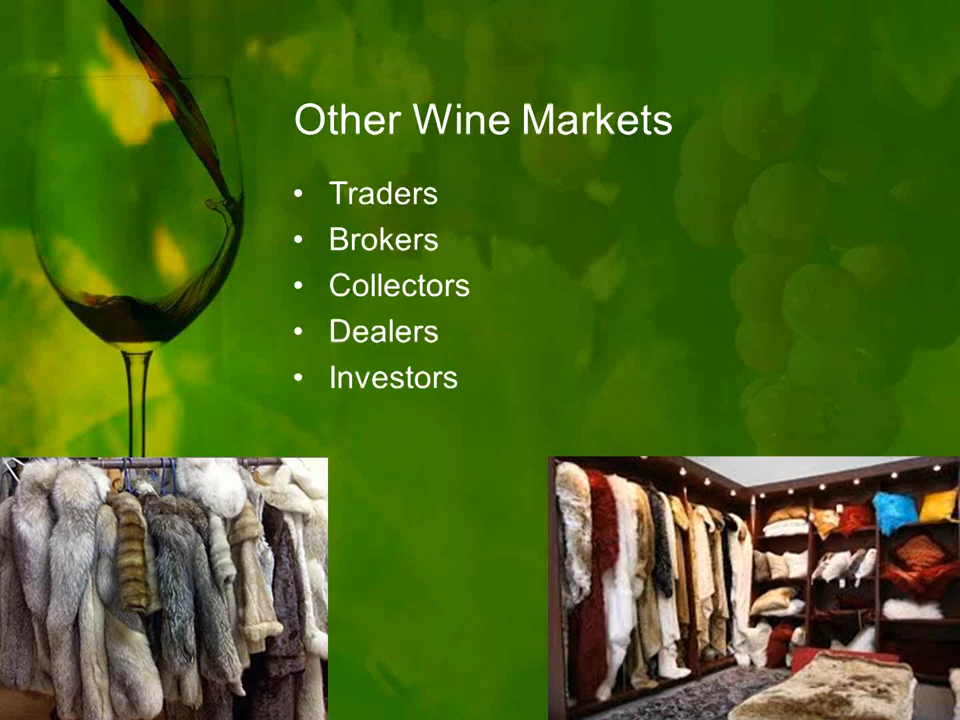 Other Wine Markets
• Traders
• Brokers
• Collectors
• Dealers
• Investors